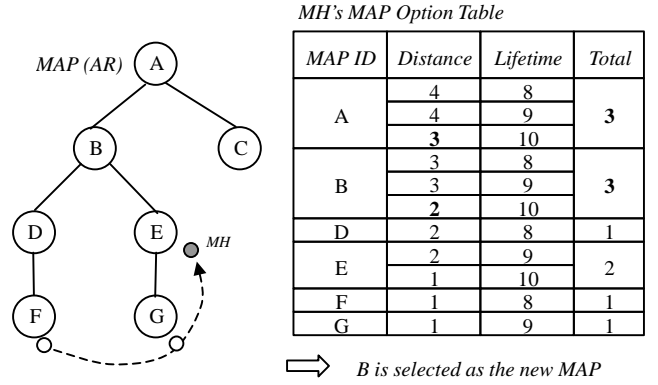 MH's MAP Option Table
MAP (AR)
A
B
C
D
E
MH
F
G
MAP ID Distance Lifetime Total
A 4 8 3
4 9
3 10
B 3 8 3
3 9
2 10
D 2 8 1
E 2 9 2
1 10
F 1 8 1
G 1 9 1
B is selected as the new MAP